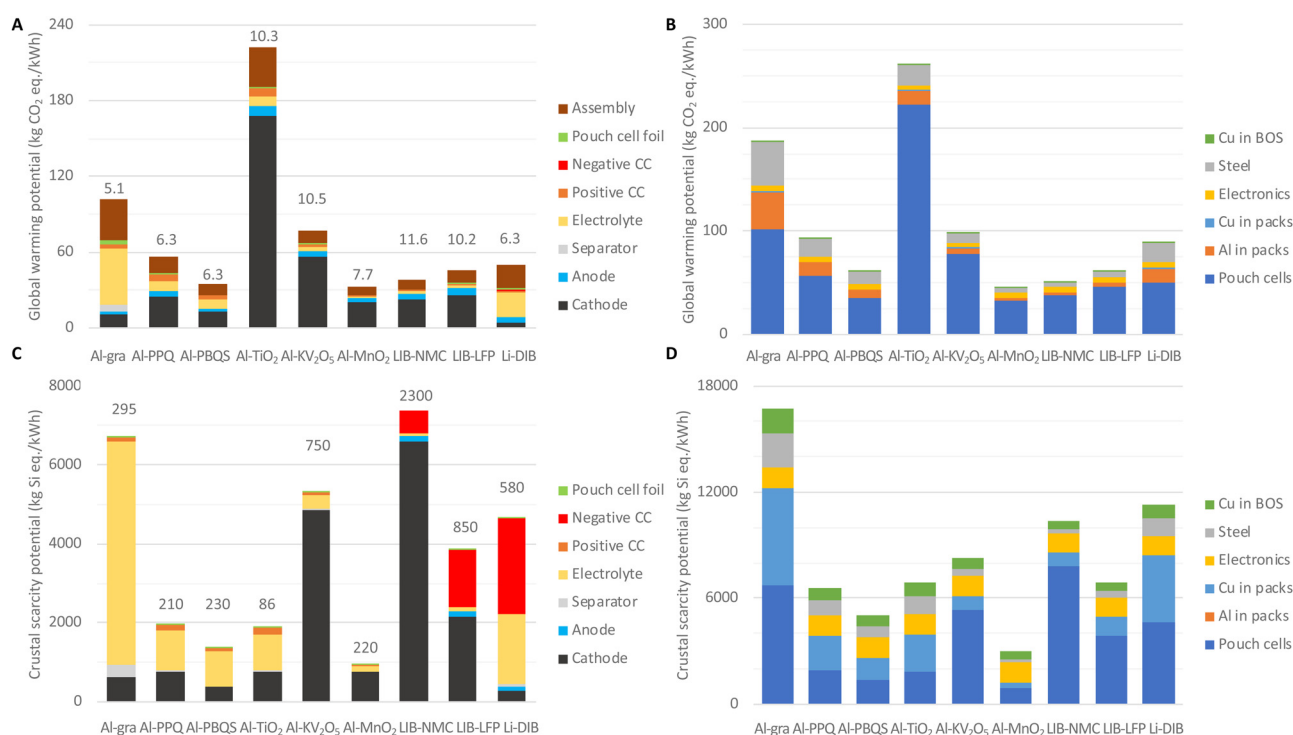 A
Global warming potential (kg CO₂ eq./kWh)
240
180
120
60
0
5.1
6.3
6.3
10.3
10.5
7.7
11.6
10.2
6.3
Al-gra Al-PPQ Al-PBQS Al-TiO₂ Al-KV₂O₅ Al-MnO₂ LIB-NMC LIB-LFP Li-DIB
Assembly
Pouch cell foil
Negative CC
Positive CC
Electrolyte
Separator
Anode
Cathode
B
Global warming potential (kg CO₂ eq./kWh)
300
200
100
0
Al-gra Al-PPQ Al-PBQS Al-TiO₂ Al-KV₂O₅ Al-MnO₂ LIB-NMC LIB-LFP Li-DIB
Cu in BOS
Steel
Electronics
Cu in packs
Al in packs
Pouch cells
C
Crustal scarcity potential (kg Si eq./kWh)
8000
6000
4000
2000
0
295
210
230
86
750
220
2300
850
580
Al-gra Al-PPQ Al-PBQS Al-TiO₂ Al-KV₂O₅ Al-MnO₂ LIB-NMC LIB-LFP Li-DIB
Pouch cell foil
Negative CC
Positive CC
Electrolyte
Separator
Anode
Cathode
D
Crustal scarcity potential (kg Si eq./kWh)
18000
12000
6000
0
Al-gra Al-PPQ Al-PBQS Al-TiO₂ Al-KV₂O₅ Al-MnO₂ LIB-NMC LIB-LFP Li-DIB
Cu in BOS
Steel
Electronics
Cu in packs
Al in packs
Pouch cells